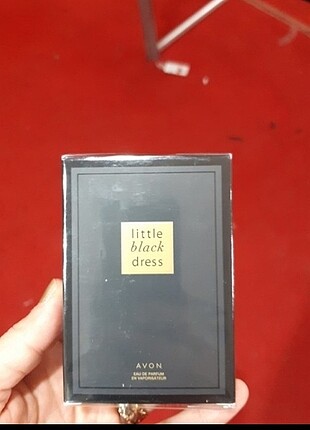 little
black
dress
AVON
EAU DE PARFUM
EN VAPORISATEUR